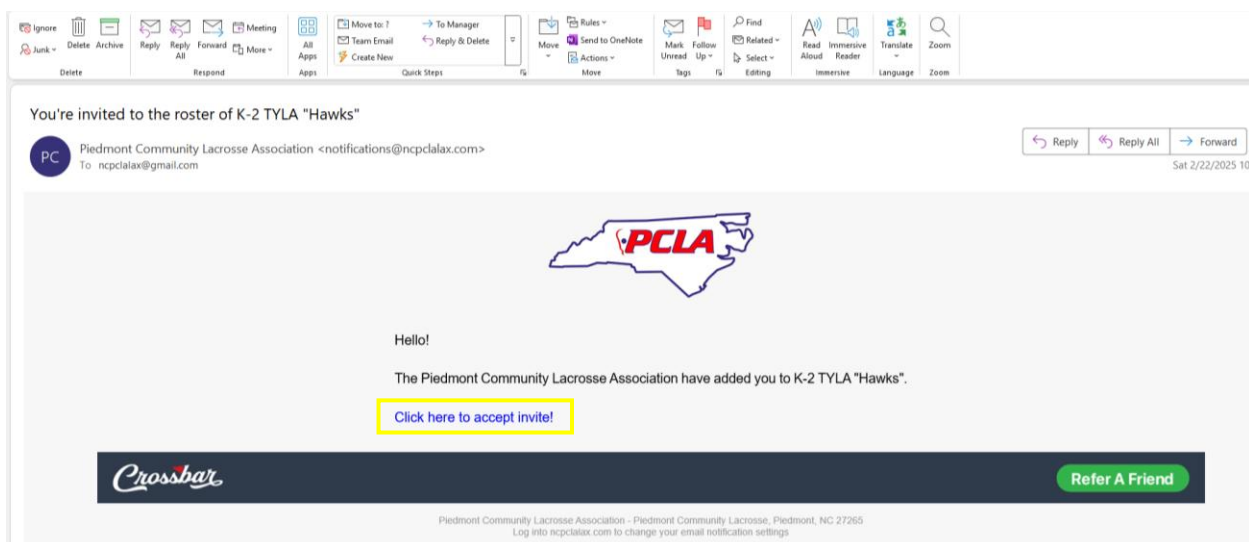 Ignore
Junk
Delete
Archive
Delete
Reply
Reply All
Forward
Meeting
More
Respond
All Apps
Apps
Move to: ?
Team Email
Create New
To Manager
Reply & Delete
Quick Steps
Move
Rules
Send to OneNote
Actions
Move
Mark Unread
Follow Up
Tags
Find
Related
Select
Editing
Read Aloud
Immersive Reader
Immersive
Translate
Language
Zoom
Zoom
You're invited to the roster of K-2 TYLA "Hawks"
PC
Piedmont Community Lacrosse Association <notifications@ncpclalax.com>
To ncpclalax@gmail.com
Reply
Reply All
Forward
Sat 2/22/2025 10
PCLA
Hello!
The Piedmont Community Lacrosse Association have added you to K-2 TYLA "Hawks".
Click here to accept invite!
Crossbar
Refer A Friend
Piedmont Community Lacrosse Association - Piedmont Community Lacrosse, Piedmont, NC 27265
Log into ncpclalax.com to change your email notification settings